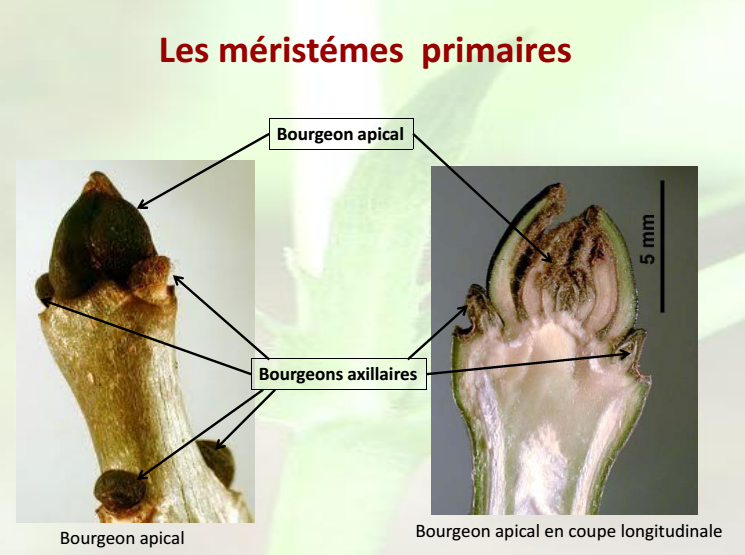 Les méristémes primaires
Bourgeon apical
5 mm
Bourgeons axillaires
Bourgeon apical
Bourgeon apical en coupe longitudinale